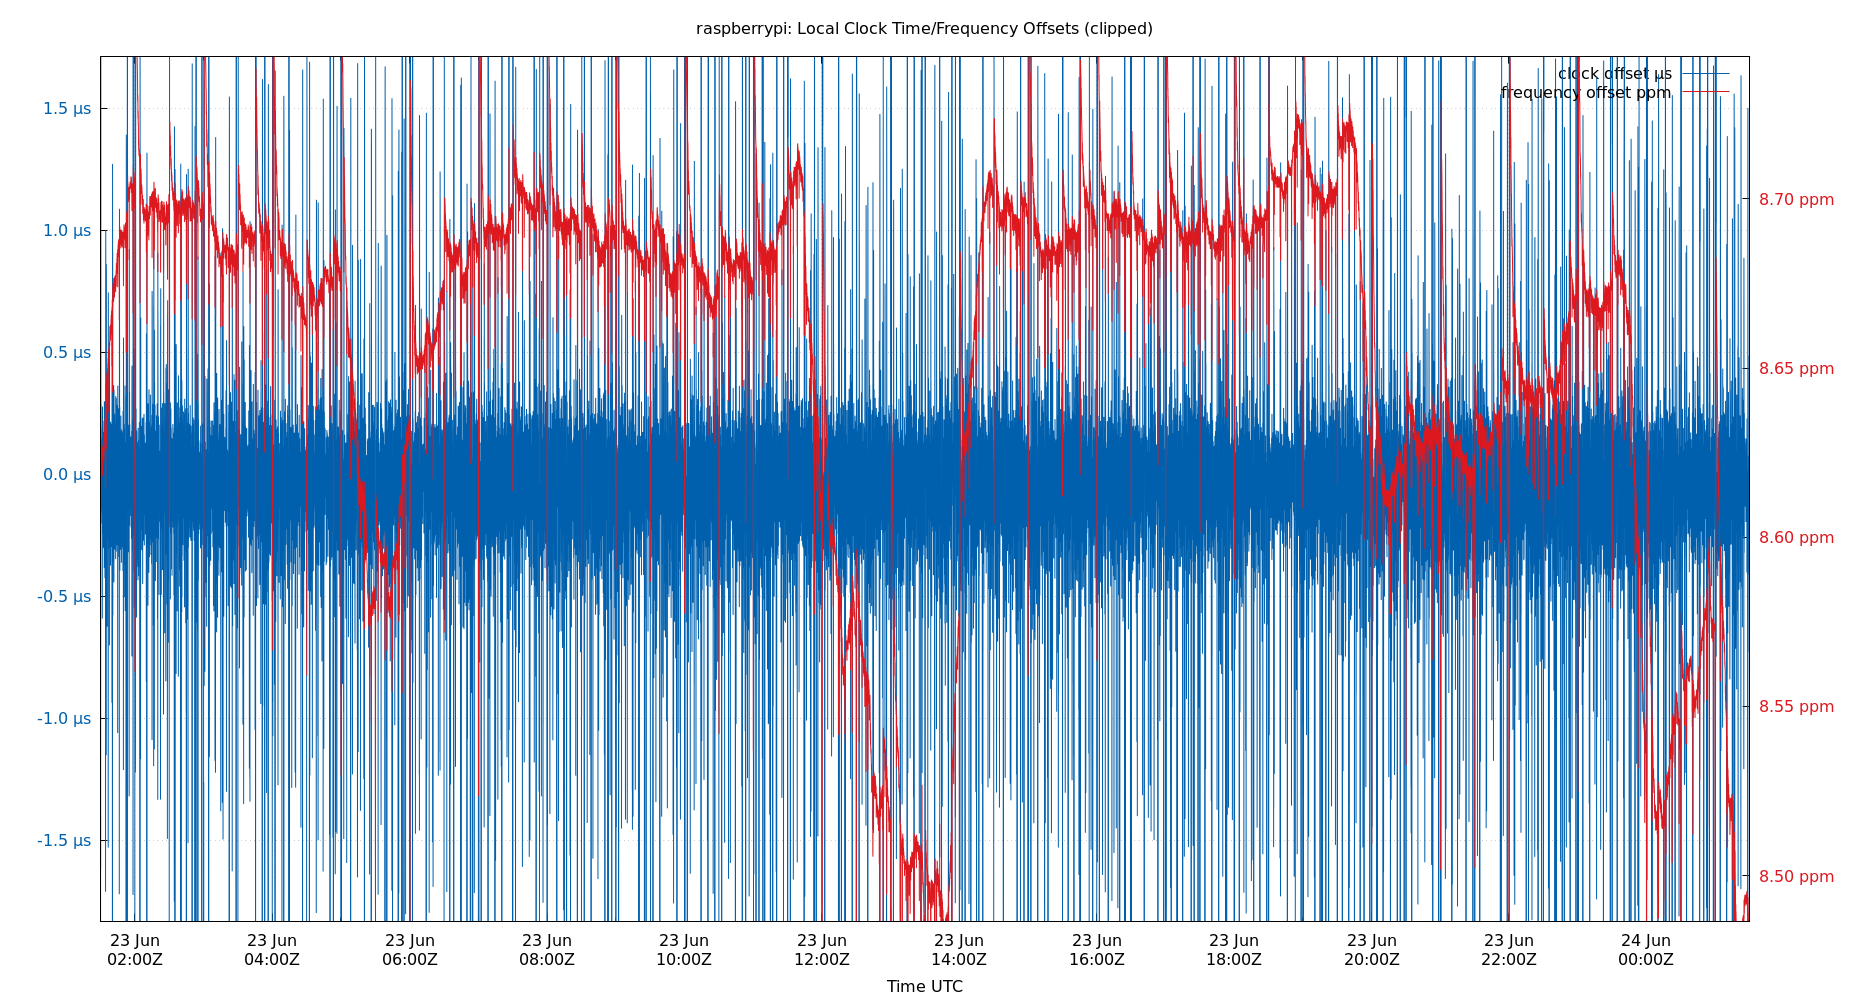 raspberrypi: Local Clock Time/Frequency Offsets (clipped)
clock offset µs
frequency offset ppm
1.5 µs
1.0 µs
0.5 µs
0.0 µs
-0.5 µs
-1.0 µs
-1.5 µs
8.70 ppm
8.65 ppm
8.60 ppm
8.55 ppm
8.50 ppm
23 Jun 23 Jun 23 Jun 23 Jun 23 Jun 23 Jun 23 Jun 23 Jun 23 Jun 23 Jun 23 Jun 24 Jun
02:00Z 04:00Z 06:00Z 08:00Z 10:00Z 12:00Z 14:00Z 16:00Z 18:00Z 20:00Z 22:00Z 00:00Z
Time UTC